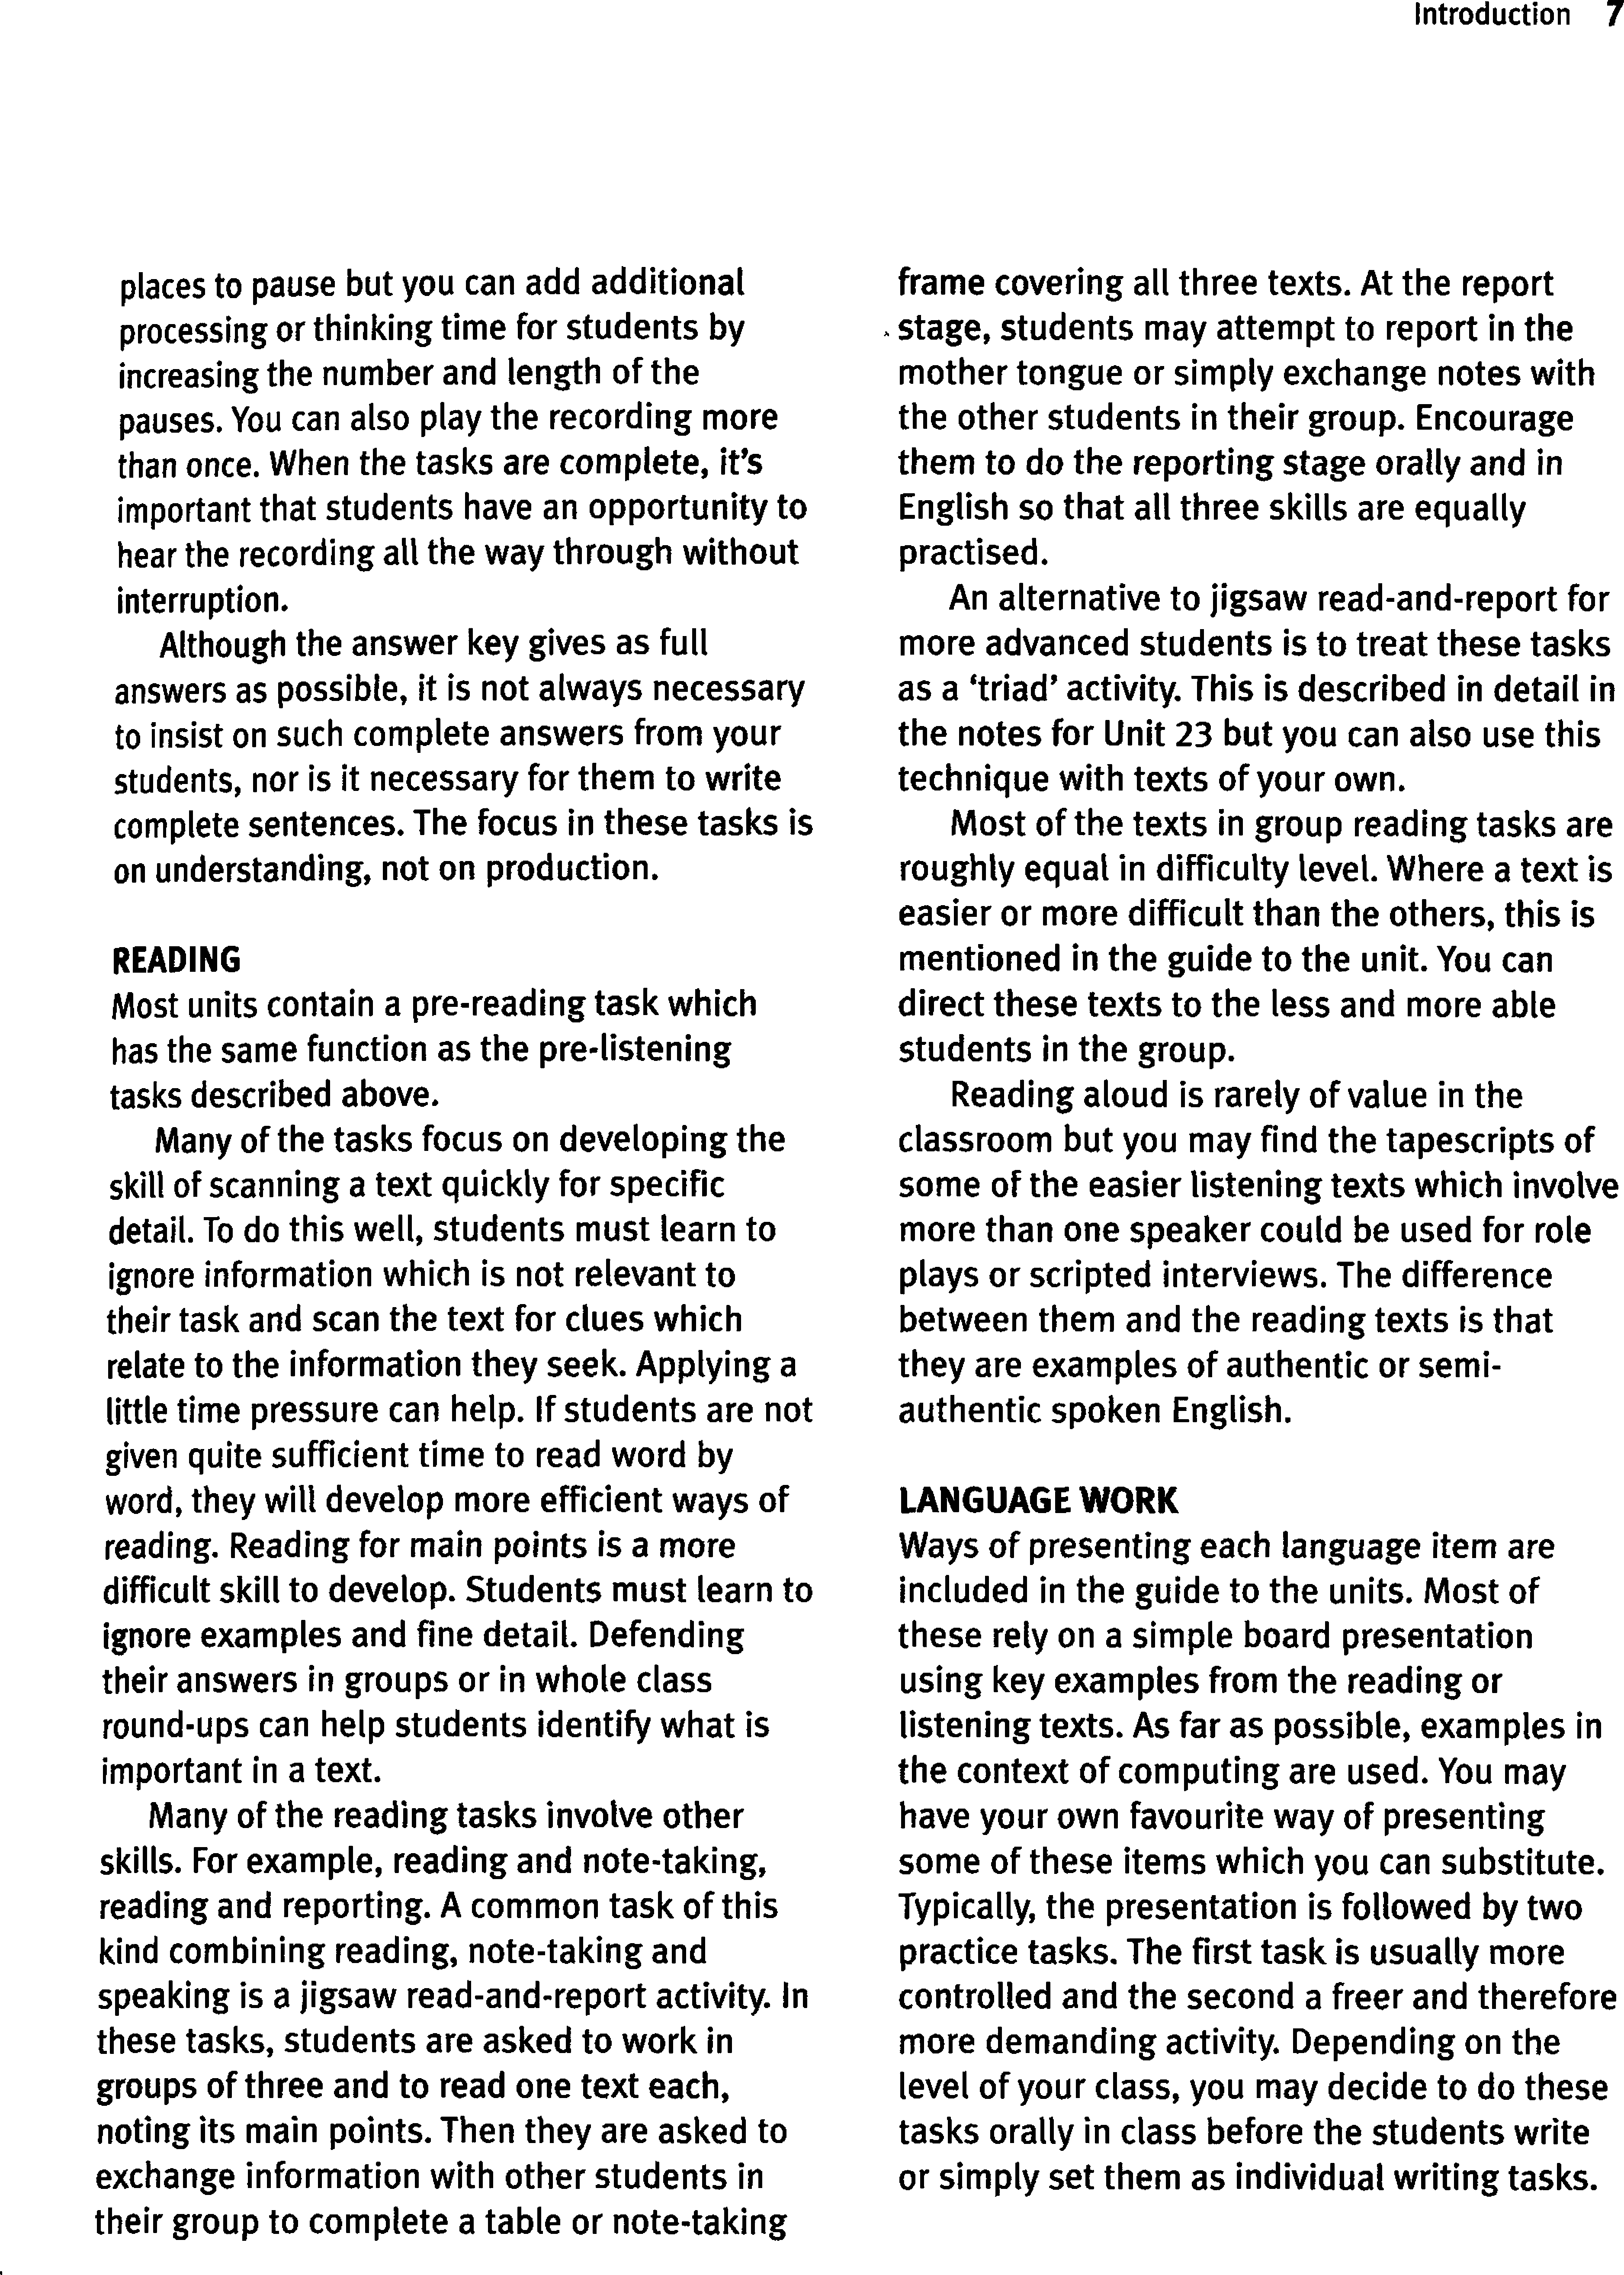 Introduction 7
places to pause but you can add additional
processing or thinking time for students by
increasing the number and length of the
pauses. You can also play the recording more
than once. When the tasks are complete, it's
important that students have an opportunity to
hear the recording all the way through without
interruption.
Although the answer key gives as full
answers as possible, it is not always necessary
to insist on such complete answers from your
students, nor is it necessary for them to write
complete sentences. The focus in these tasks is
on understanding, not on production.
READING
Most units contain a pre-reading task which
has the same function as the pre-listening
tasks described above.
Many of the tasks focus on developing the
skill of scanning a text quickly for specific
detail. To do this well, students must learn to
ignore information which is not relevant to
their task and scan the text for clues which
relate to the information they seek. Applying a
little time pressure can help. If students are not
given quite sufficient time to read word by
word, they will develop more efficient ways of
reading. Reading for main points is a more
difficult skill to develop. Students must learn to
ignore examples and fine detail. Defending
their answers in groups or in whole class
round-ups can help students identify what is
important in a text.
Many of the reading tasks involve other
skills. For example, reading and note-taking,
reading and reporting. A common task of this
kind combining reading, note-taking and
speaking is a jigsaw read-and-report activity. In
these tasks, students are asked to work in
groups of three and to read one text each,
noting its main points. Then they are asked to
exchange information with other students in
their group to complete a table or note-taking
frame covering all three texts. At the report
stage, students may attempt to report in the
mother tongue or simply exchange notes with
the other students in their group. Encourage
them to do the reporting stage orally and in
English so that all three skills are equally
practised.
An alternative to jigsaw read-and-report for
more advanced students is to treat these tasks
as a ‘triad’ activity. This is described in detail in
the notes for Unit 23 but you can also use this
technique with texts of your own.
Most of the texts in group reading tasks are
roughly equal in difficulty level. Where a text is
easier or more difficult than the others, this is
mentioned in the guide to the unit. You can
direct these texts to the less and more able
students in the group.
Reading aloud is rarely of value in the
classroom but you may find the tapescripts of
some of the easier listening texts which involve
more than one speaker could be used for role
plays or scripted interviews. The difference
between them and the reading texts is that
they are examples of authentic or semi-
authentic spoken English.
LANGUAGE WORK
Ways of presenting each language item are
included in the guide to the units. Most of
these rely on a simple board presentation
using key examples from the reading or
listening texts. As far as possible, examples in
the context of computing are used. You may
have your own favourite way of presenting
some of these items which you can substitute.
Typically, the presentation is followed by two
practice tasks. The first task is usually more
controlled and the second a freer and therefore
more demanding activity. Depending on the
level of your class, you may decide to do these
tasks orally in class before the students write
or simply set them as individual writing tasks.